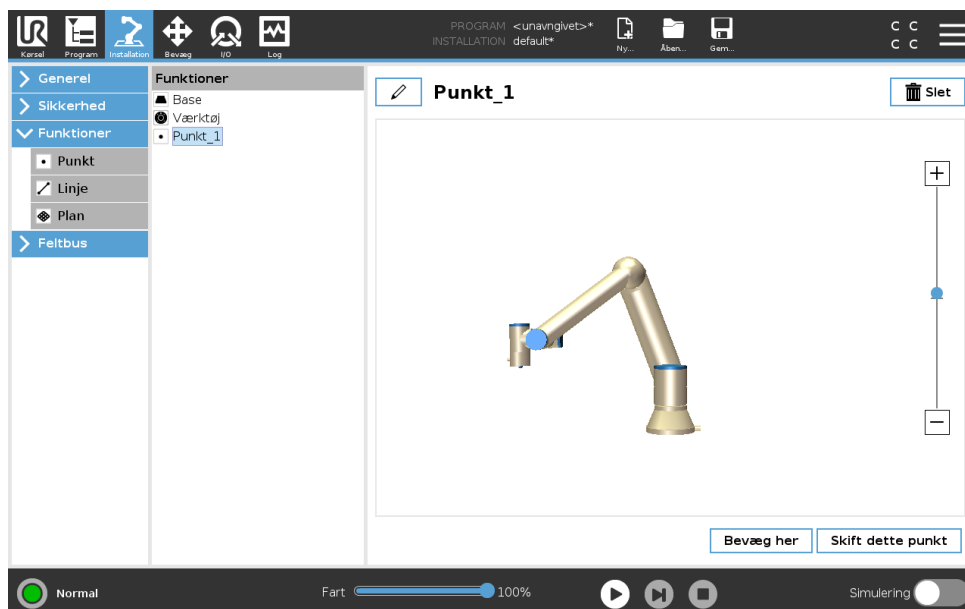 UR
Kørsel
Program
Installation
Bevæg
I/O
Log
PROGRAM <unavngivet>*
INSTALLATION default*
Ny...
Åben...
Gem...
C C
C C
Generel
Sikkerhed
Funktioner
Punkt
Linje
Plan
Feltbus
Funktioner
Base
Værktøj
Punkt_1
Punkt_1
Slet
Bevæg her
Skift dette punkt
Normal
Fart
100%
Simulering